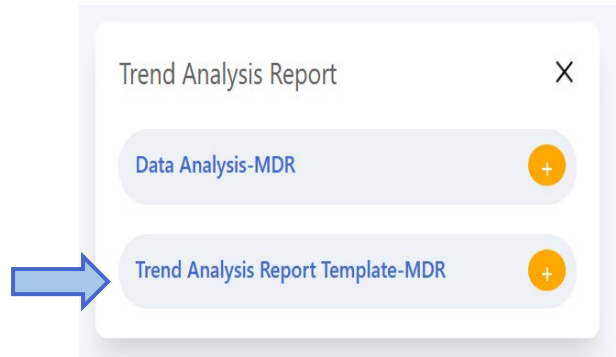 Trend Analysis Report X
Data Analysis-MDR +
Trend Analysis Report Template-MDR +